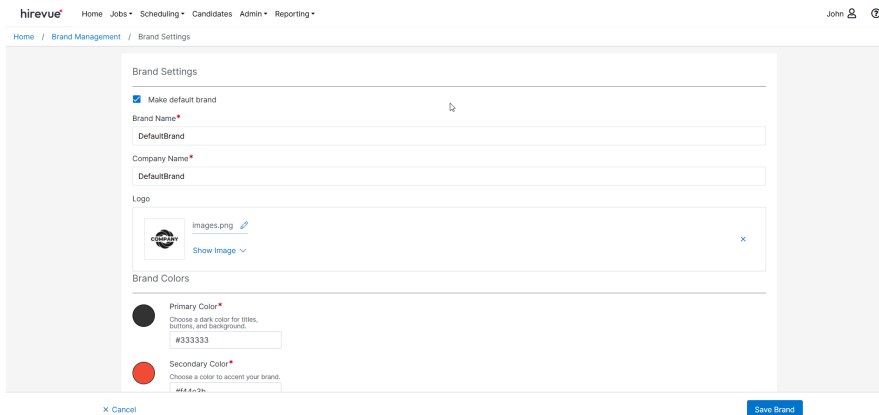 hirevue
Home Jobs Scheduling Candidates Admin Reporting
John
Home / Brand Management / Brand Settings
Brand Settings
Make default brand
Brand Name*
DefaultBrand
Company Name*
DefaultBrand
Logo
COMPANY
images.png
Show Image
Brand Colors
Primary Color*
Choose a dark color for titles,
buttons, and background.
#333333
Secondary Color*
Choose a color to accent your brand.
× Cancel
Save Brand